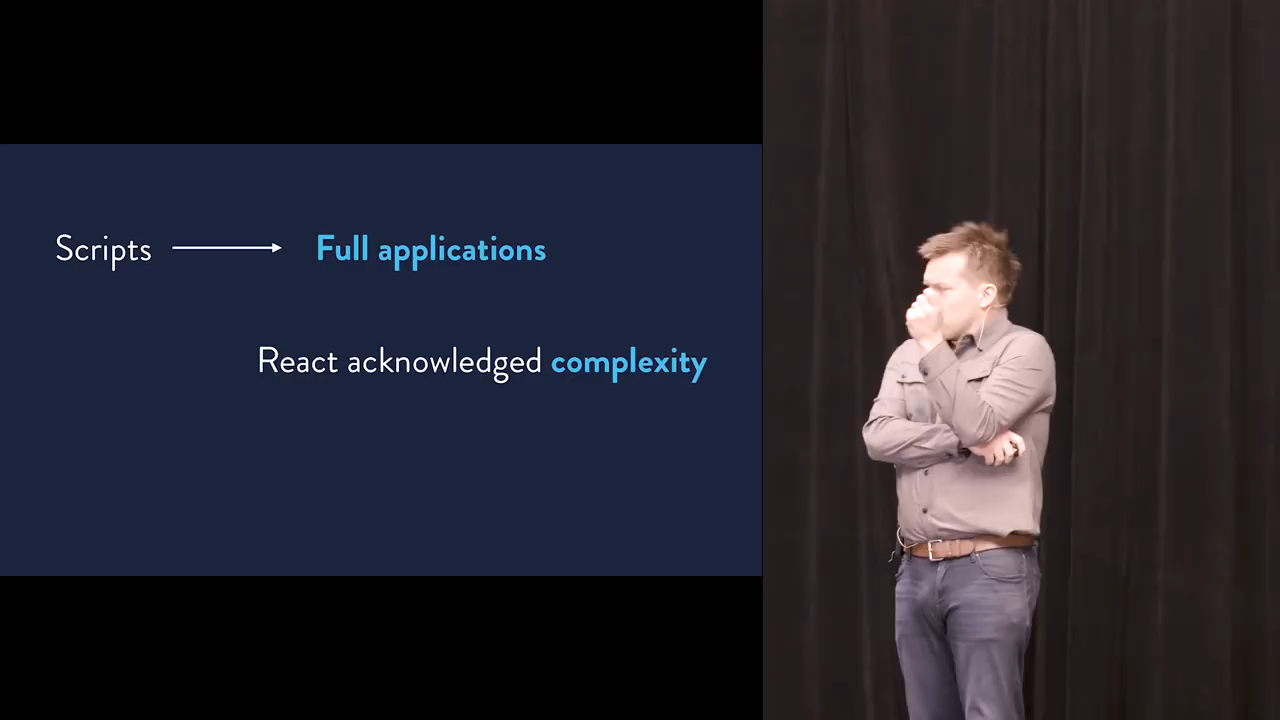 Scripts → Full applications
React acknowledged complexity